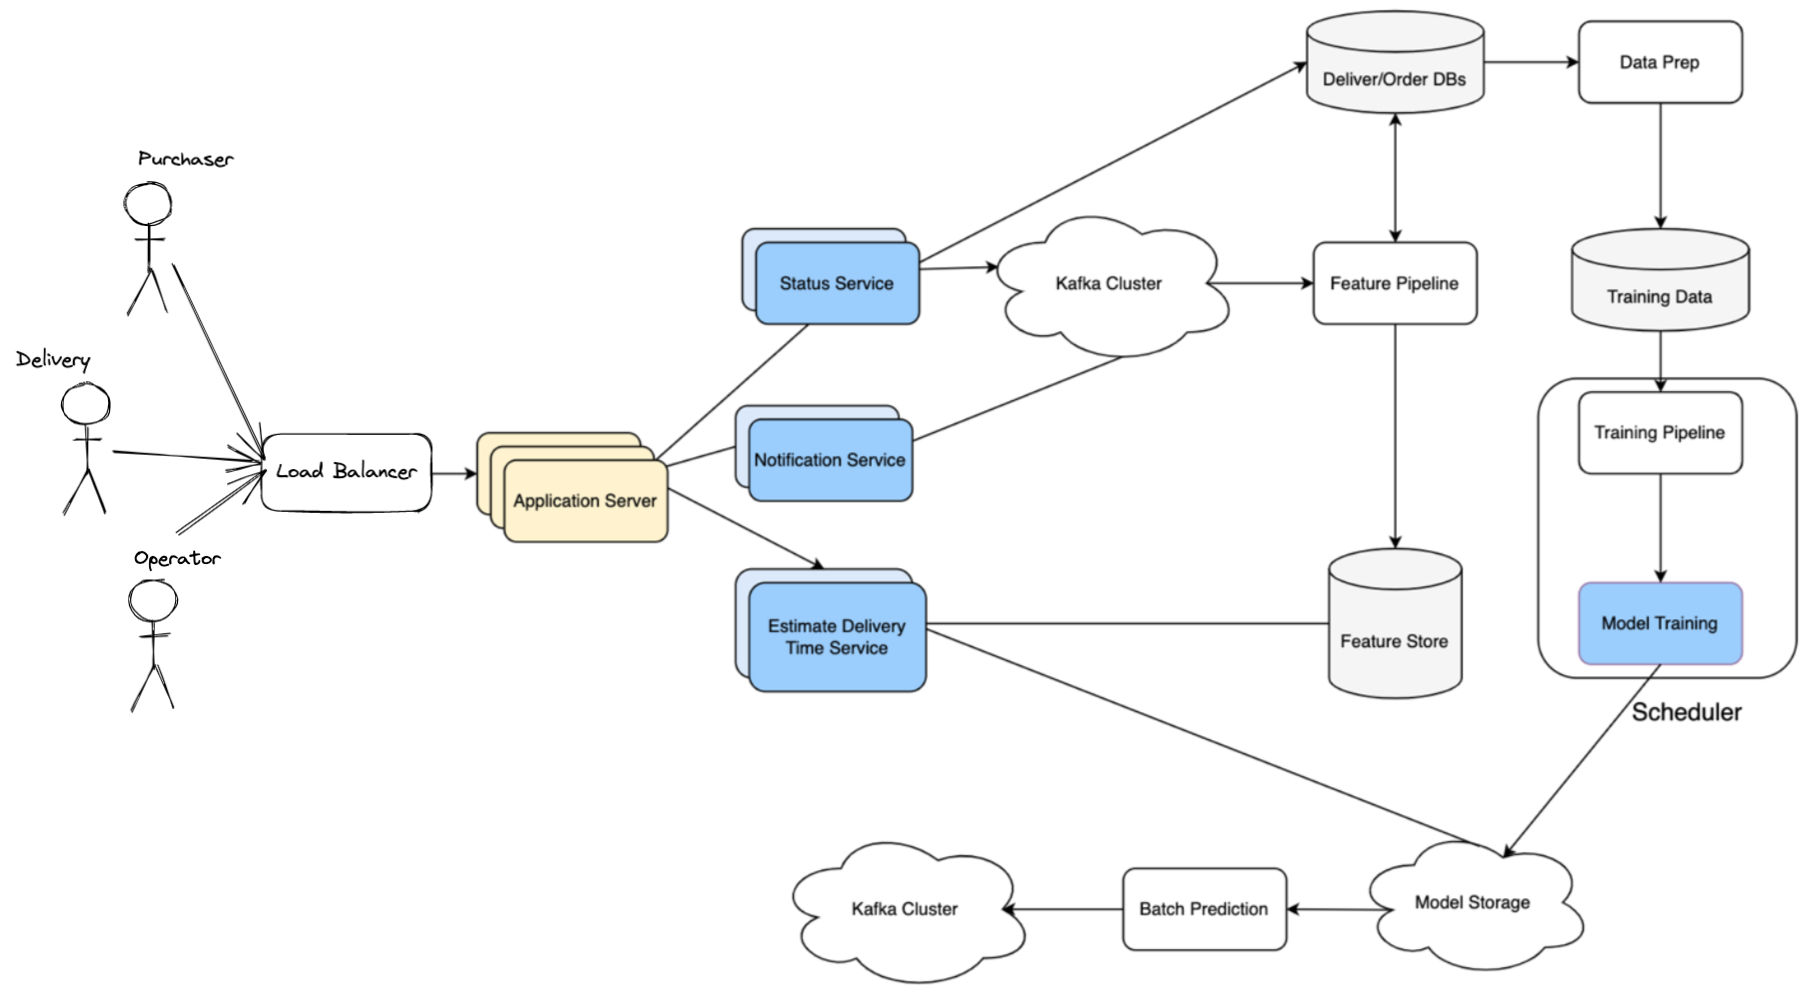 Deliver/Order DBs
Data Prep
Purchaser
Status Service
Kafka Cluster
Feature Pipeline
Training Data
Delivery
Load Balancer
Application Server
Notification Service
Training Pipeline
Operator
Estimate Delivery
Time Service
Feature Store
Model Training
Scheduler
Kafka Cluster
Batch Prediction
Model Storage